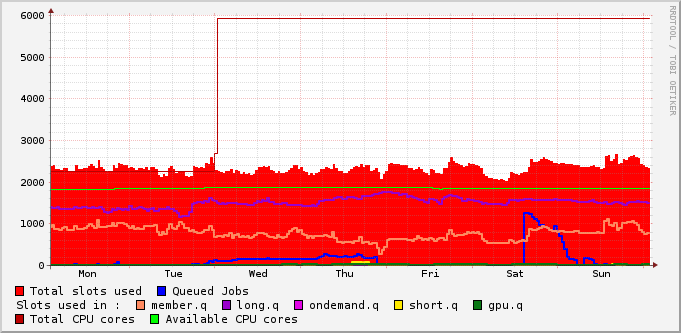 6000
5000
4000
3000
2000
1000
0
Mon Tue Wed Thu Fri Sat Sun
Total slots used Queued Jobs
Slots used in : member.q long.q ondemand.q short.q gpu.q
Total CPU cores Available CPU cores
RRDTOOL / TOBI OETIKER